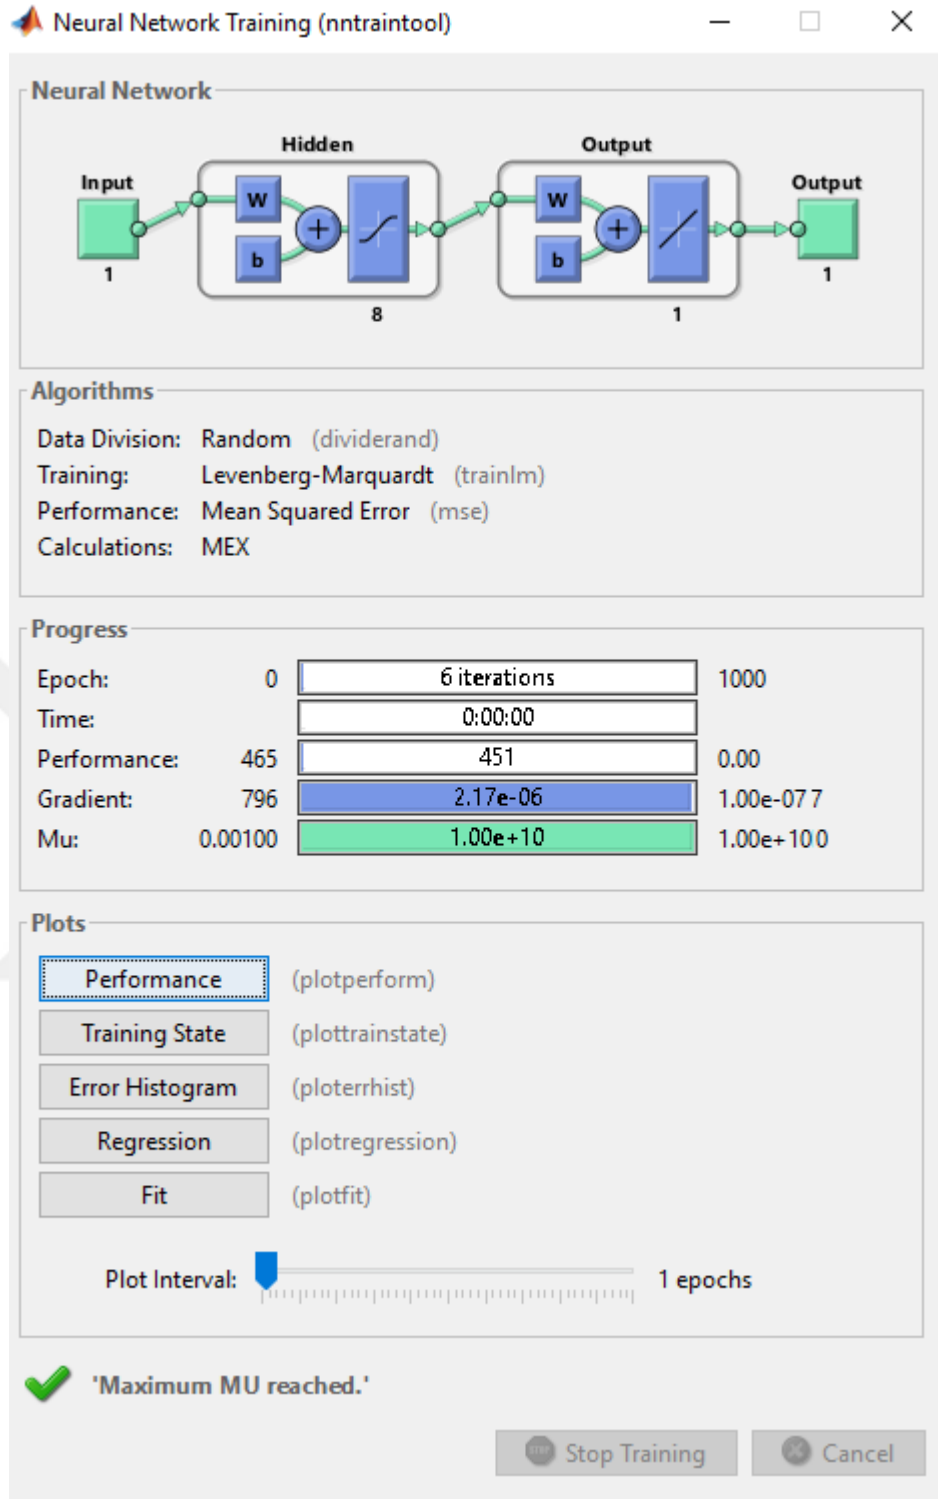 Neural Network Training (nntraintool)
Neural Network
Hidden
Output
Input
Output
W
b
+
W
b
+
1
8
1
1
Algorithms
Data Division: Random (dividerand)
Training: Levenberg-Marquardt (trainlm)
Performance: Mean Squared Error (mse)
Calculations: MEX
Progress
Epoch: 0 6 iterations 1000
Time: 0:00:00
Performance: 465 451 0.00
Gradient: 796 2.17e-06 1.00e-077
Mu: 0.00100 1.00e+10 1.00e+100
Plots
Performance (plotperform)
Training State (plottrainstate)
Error Histogram (ploterrhist)
Regression (plotregression)
Fit (plotfit)
Plot Interval: 1 epochs
'Maximum MU reached.'
STOP Stop Training Cancel